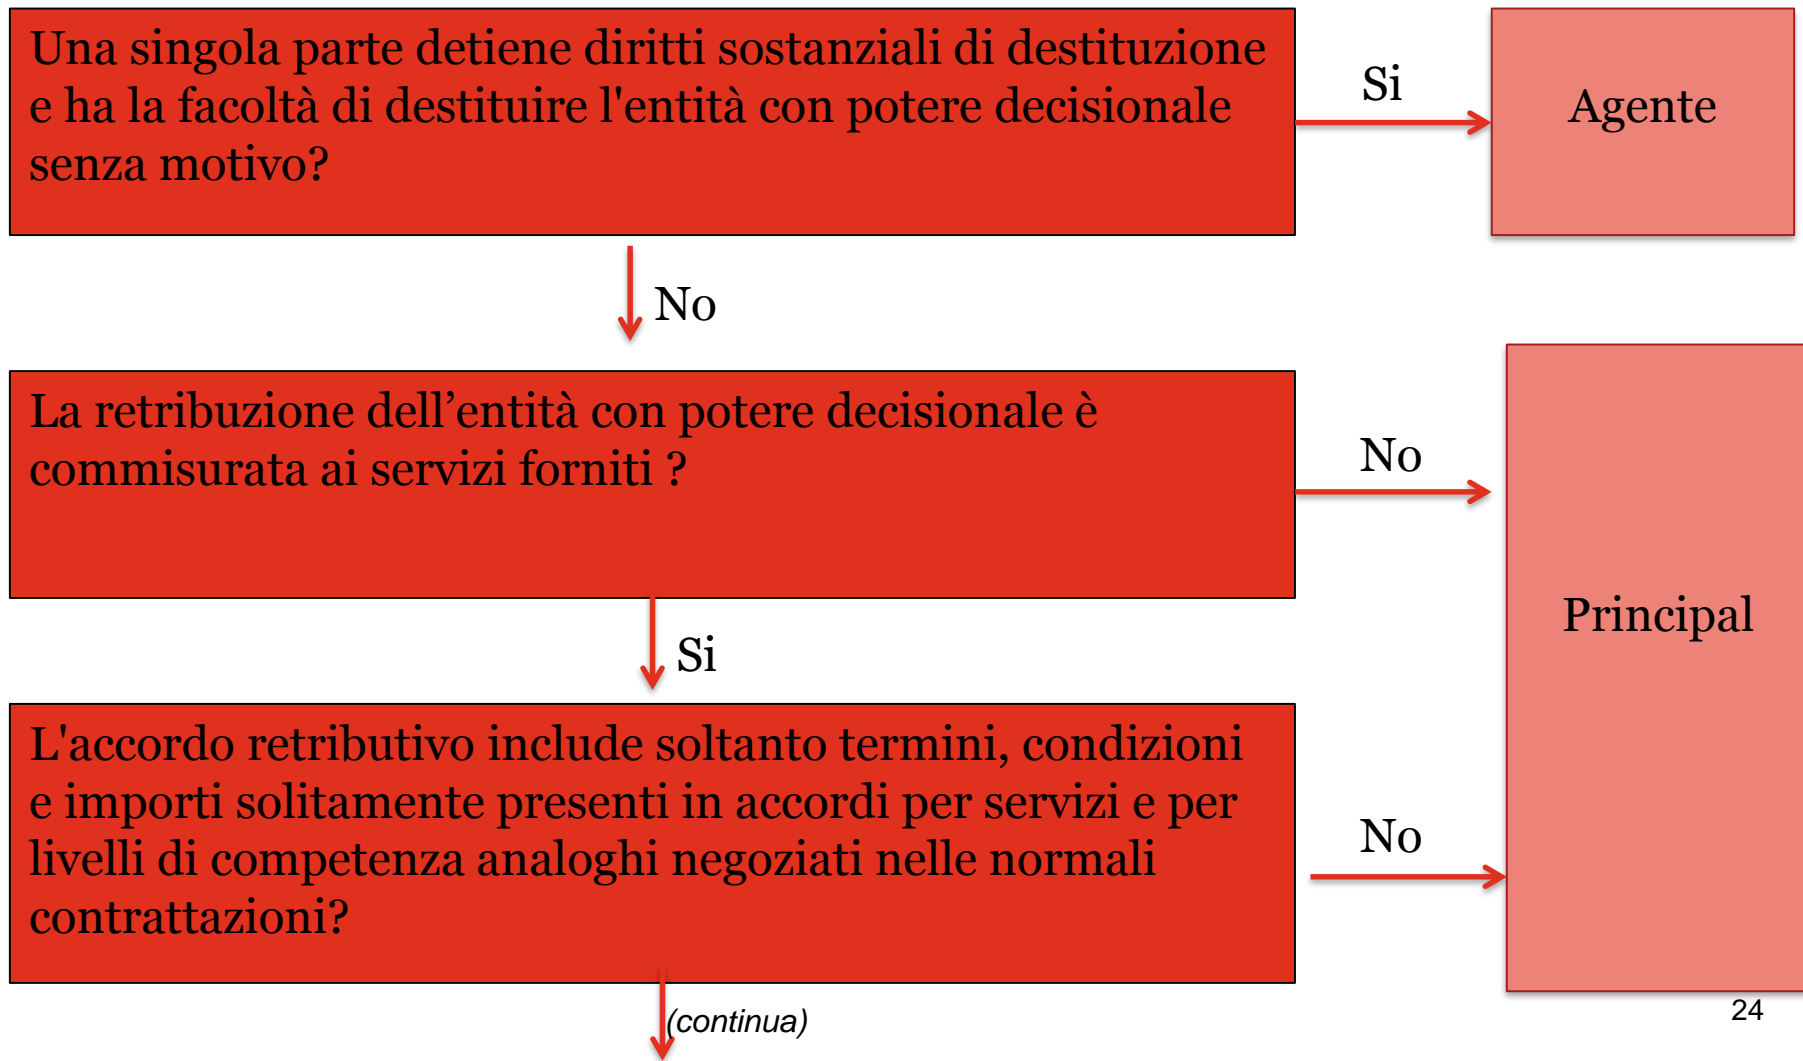 Una singola parte detiene diritti sostanziali di destituzione
e ha la facoltà di destituire l'entità con potere decisionale
senza motivo?
Si
Agente
No
La retribuzione dell’entità con potere decisionale è
commisurata ai servizi forniti ?
No
Principal
Si
L'accordo retributivo include soltanto termini, condizioni
e importi solitamente presenti in accordi per servizi e per
livelli di competenza analoghi negoziati nelle normali
contrattazioni?
No
(continua)
24